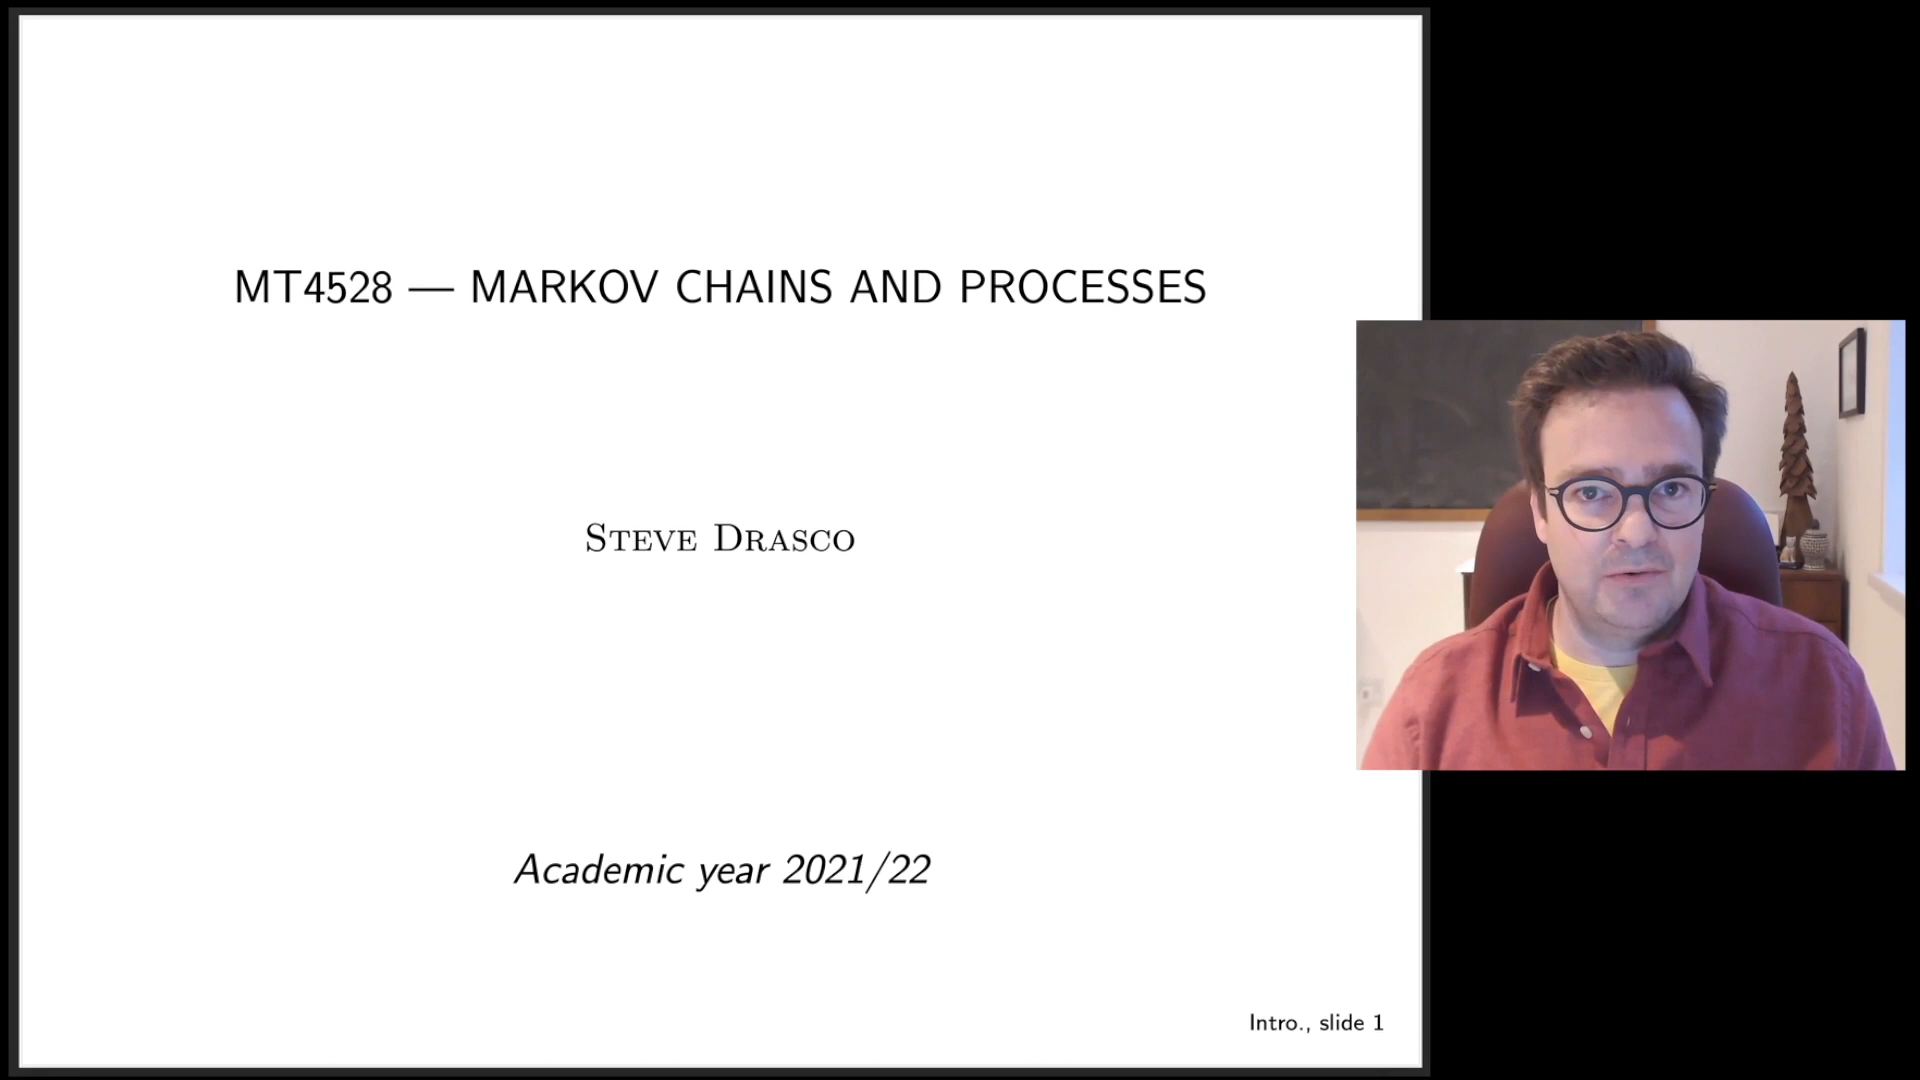 MT4528 — MARKOV CHAINS AND PROCESSES
Steve Drasco
Academic year 2021/22
Intro., slide 1